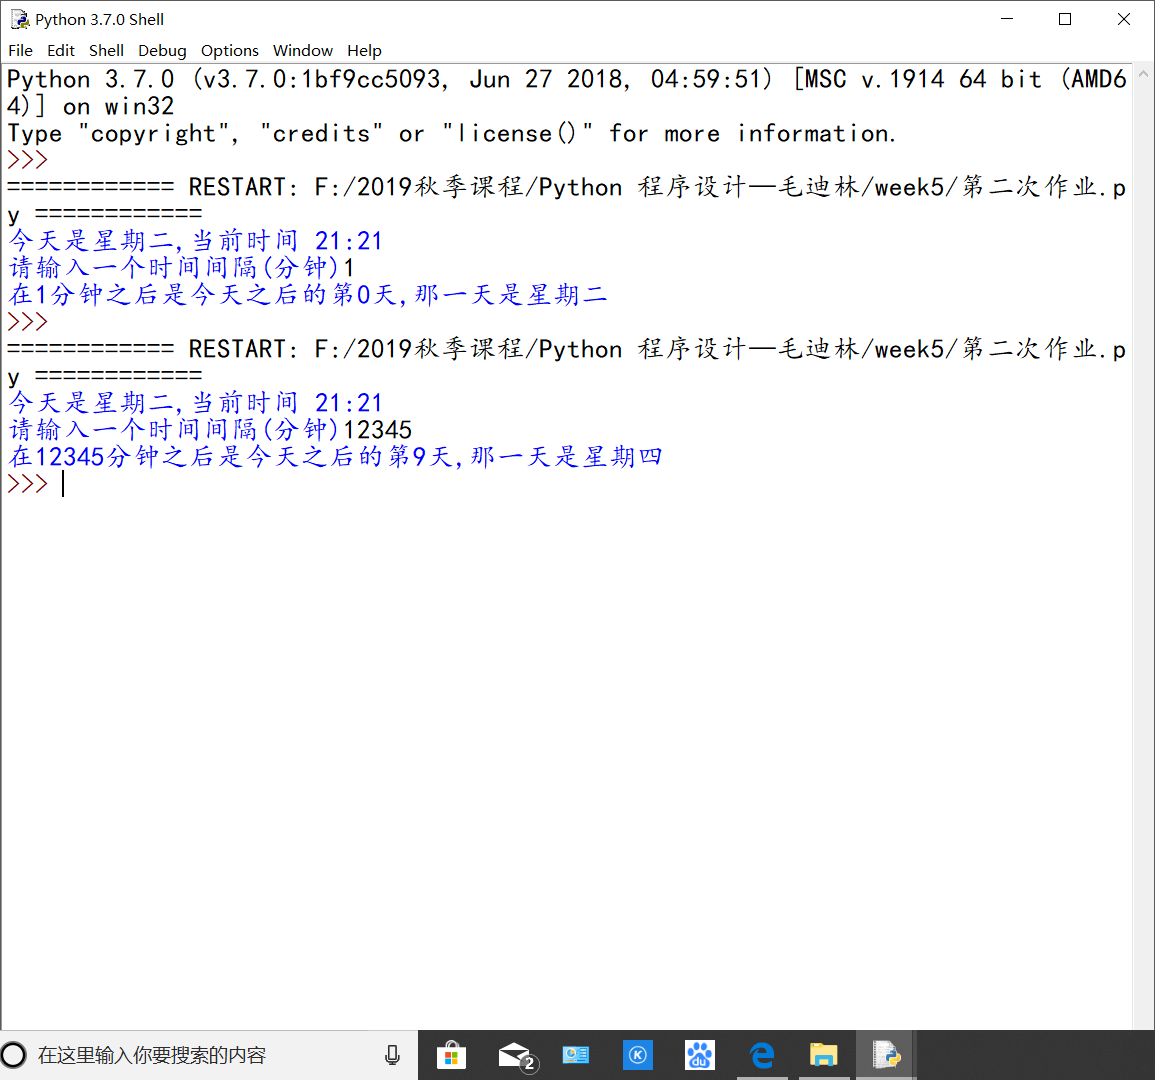 Python 3.7.0 Shell
File Edit Shell Debug Options Window Help
Python 3.7.0 (v3.7.0:1bf9cc5093, Jun 27 2018, 04:59:51) [MSC v.1914 64 bit (AMD6
4)] on win32
Type "copyright", "credits" or "license()" for more information.
>>>
============ RESTART: F:/2019秋季课程/Python 程序设计—毛迪林/week5/第二次作业.p
y ============
今天是星期二,当前时间 21:21
请输入一个时间间隔(分钟)1
在1分钟之后是今天之后的第0天,那一天是星期二
>>>
============ RESTART: F:/2019秋季课程/Python 程序设计—毛迪林/week5/第二次作业.p
y ============
今天是星期二,当前时间 21:21
请输入一个时间间隔(分钟)12345
在12345分钟之后是今天之后的第9天,那一天是星期四
>>>
在这里输入你要搜索的内容
2
K
du